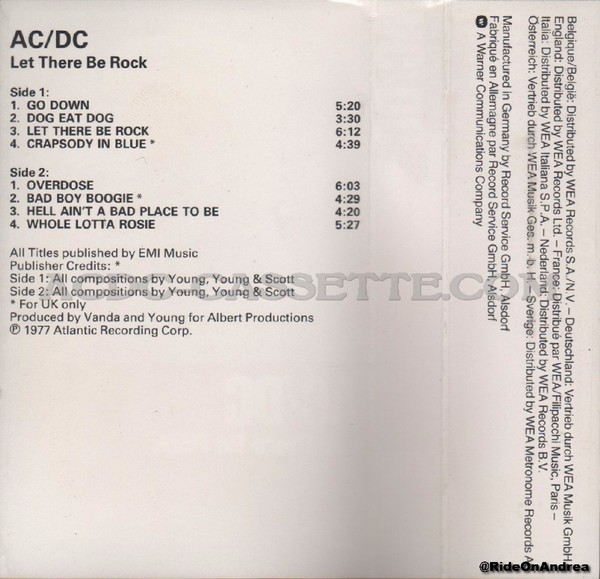 AC/DC
Let There Be Rock
Side 1:
1. GO DOWN 5:20
2. DOG EAT DOG 3:30
3. LET THERE BE ROCK 6:12
4. CRAPSODY IN BLUE * 4:39
Side 2:
1. OVERDOSE 6:03
2. BAD BOY BOOGIE * 4:29
3. HELL AIN'T A BAD PLACE TO BE 4:20
4. WHOLE LOTTA ROSIE 5:27
All Titles published by EMI Music
Publisher Credits: *
Side 1: All compositions by Young, Young & Scott
Side 2: All compositions by Young, Young & Scott
* For UK only
Produced by Vanda and Young for Albert Productions
℗ 1977 Atlantic Recording Corp.
Belgique/België: Distributed by WEA Records S.A./N.V. – Deutschland: Vertrieb durch WEA Musik GmbH,
England: Distributed by WEA Records Ltd. – France: Distribué par WEA/Filipacchi Music, Paris –
Italia: Distributed by WEA Italiana S.P.A. – Nederland: Distributed by WEA Records B.V.
Österreich: Vertrieb durch WEA Musik Ges. m. b. H. – Sverige: Distributed by WEA Metronome Records A
Manufactured in Germany by Record Service GmbH, Alsdorf
Fabriqué en Allemagne par Record Service GmbH, Alsdorf
A Warner Communications Company
CASSETTE.COM
@RideOnAndrea